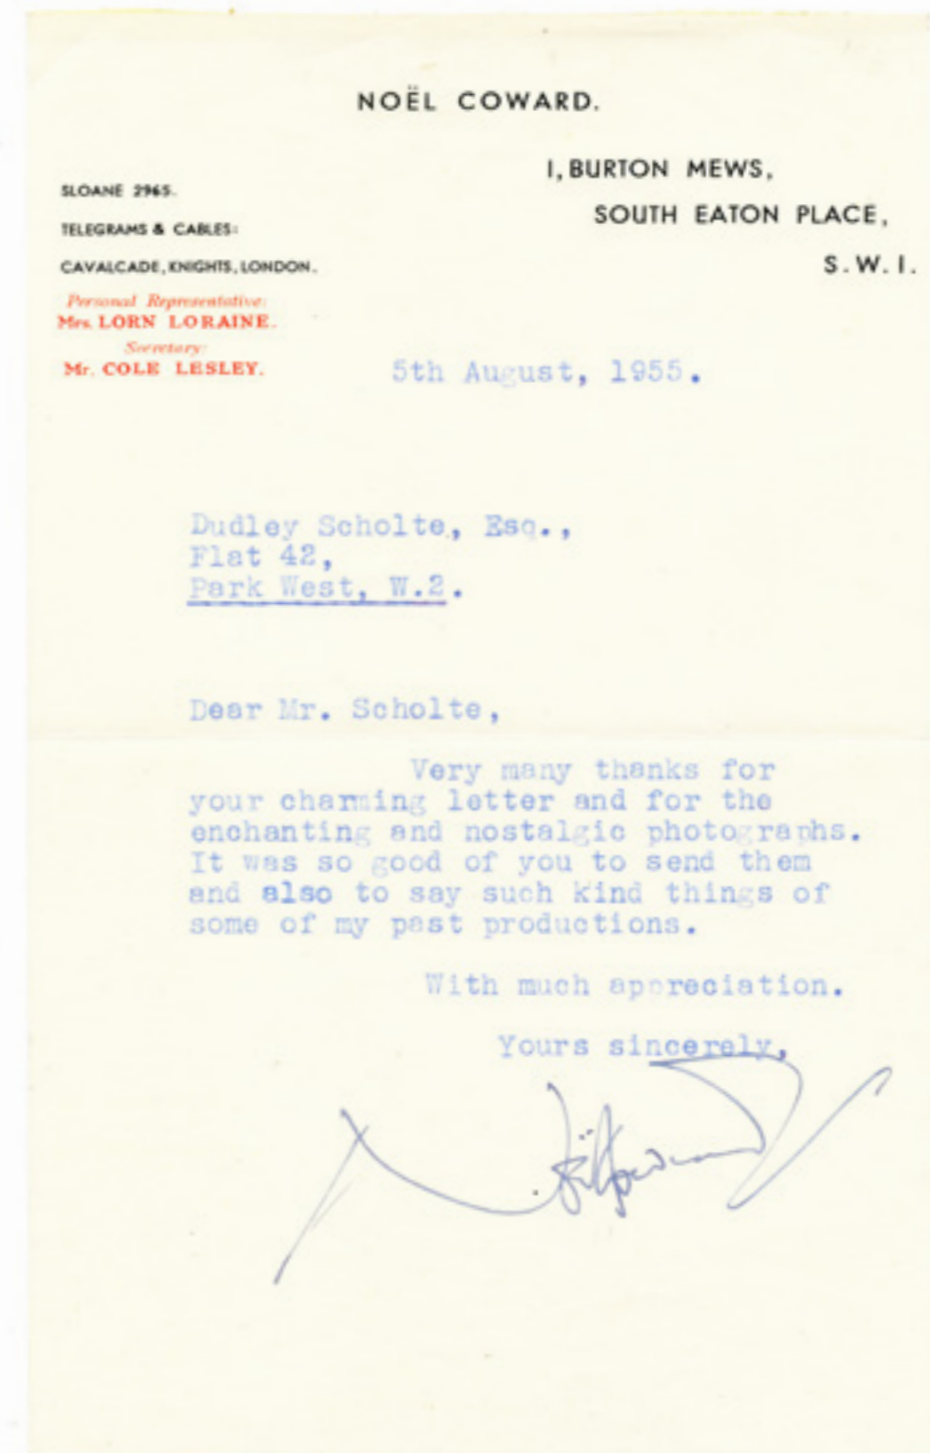 NOËL COWARD.
1, BURTON MEWS,
SOUTH EATON PLACE,
S.W.1.
SLOANE 2965.
TELEGRAMS & CABLES:
CAVALCADE, KNIGHTS, LONDON.
Personal Representative:
Mrs. LORN LORAINE.
Secretary:
Mr. COLE LESLEY.
5th August, 1955.
Dudley Scholte, Esq.,
Flat 42,
Park West, W.2.
Dear Mr. Scholte,
Very many thanks for
your charming letter and for the
enchanting and nostalgic photographs.
It was so good of you to send them
and also to say such kind things of
some of my past productions.
With much appreciation.
Yours sincerely,
Noël Coward